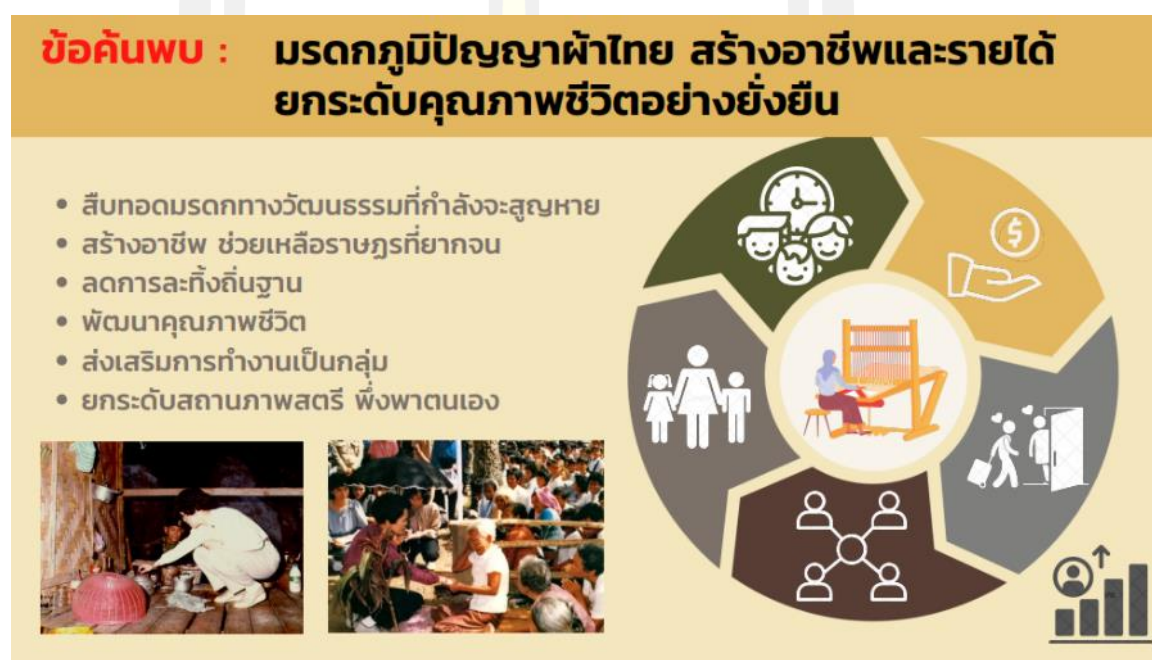 ข้อค้นพบ : มรดกภูมิปัญญาผ้าไทย สร้างอาชีพและรายได้
ยกระดับคุณภาพชีวิตอย่างยั่งยืน
• สืบทอดมรดกทางวัฒนธรรมที่กำลังจะสูญหาย
• สร้างอาชีพ ช่วยเหลือราษฎรที่ยากจน
• ลดการละทิ้งถิ่นฐาน
• พัฒนาคุณภาพชีวิต
• ส่งเสริมการทำงานเป็นกลุ่ม
• ยกระดับสถานภาพสตรี พึ่งพาตนเอง
$